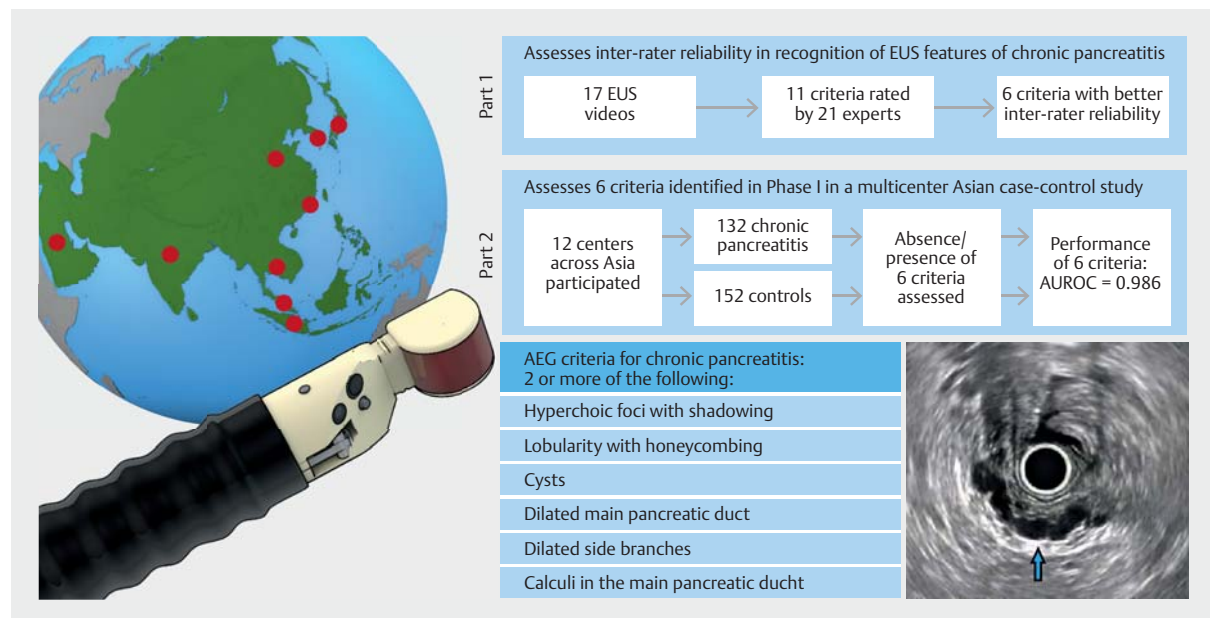 Part 1
Assesses inter-rater reliability in recognition of EUS features of chronic pancreatitis
17 EUS
videos
11 criteria rated
by 21 experts
6 criteria with better
inter-rater reliability
Part 2
Assesses 6 criteria identified in Phase I in a multicenter Asian case-control study
12 centers
across Asia
participated
132 chronic
pancreatitis
152 controls
Absence/
presence of
6 criteria
assessed
Performance
of 6 criteria:
AUROC = 0.986
AEG criteria for chronic pancreatitis:
2 or more of the following:
Hyperchoic foci with shadowing
Lobularity with honeycombing
Cysts
Dilated main pancreatic duct
Dilated side branches
Calculi in the main pancreatic ducht